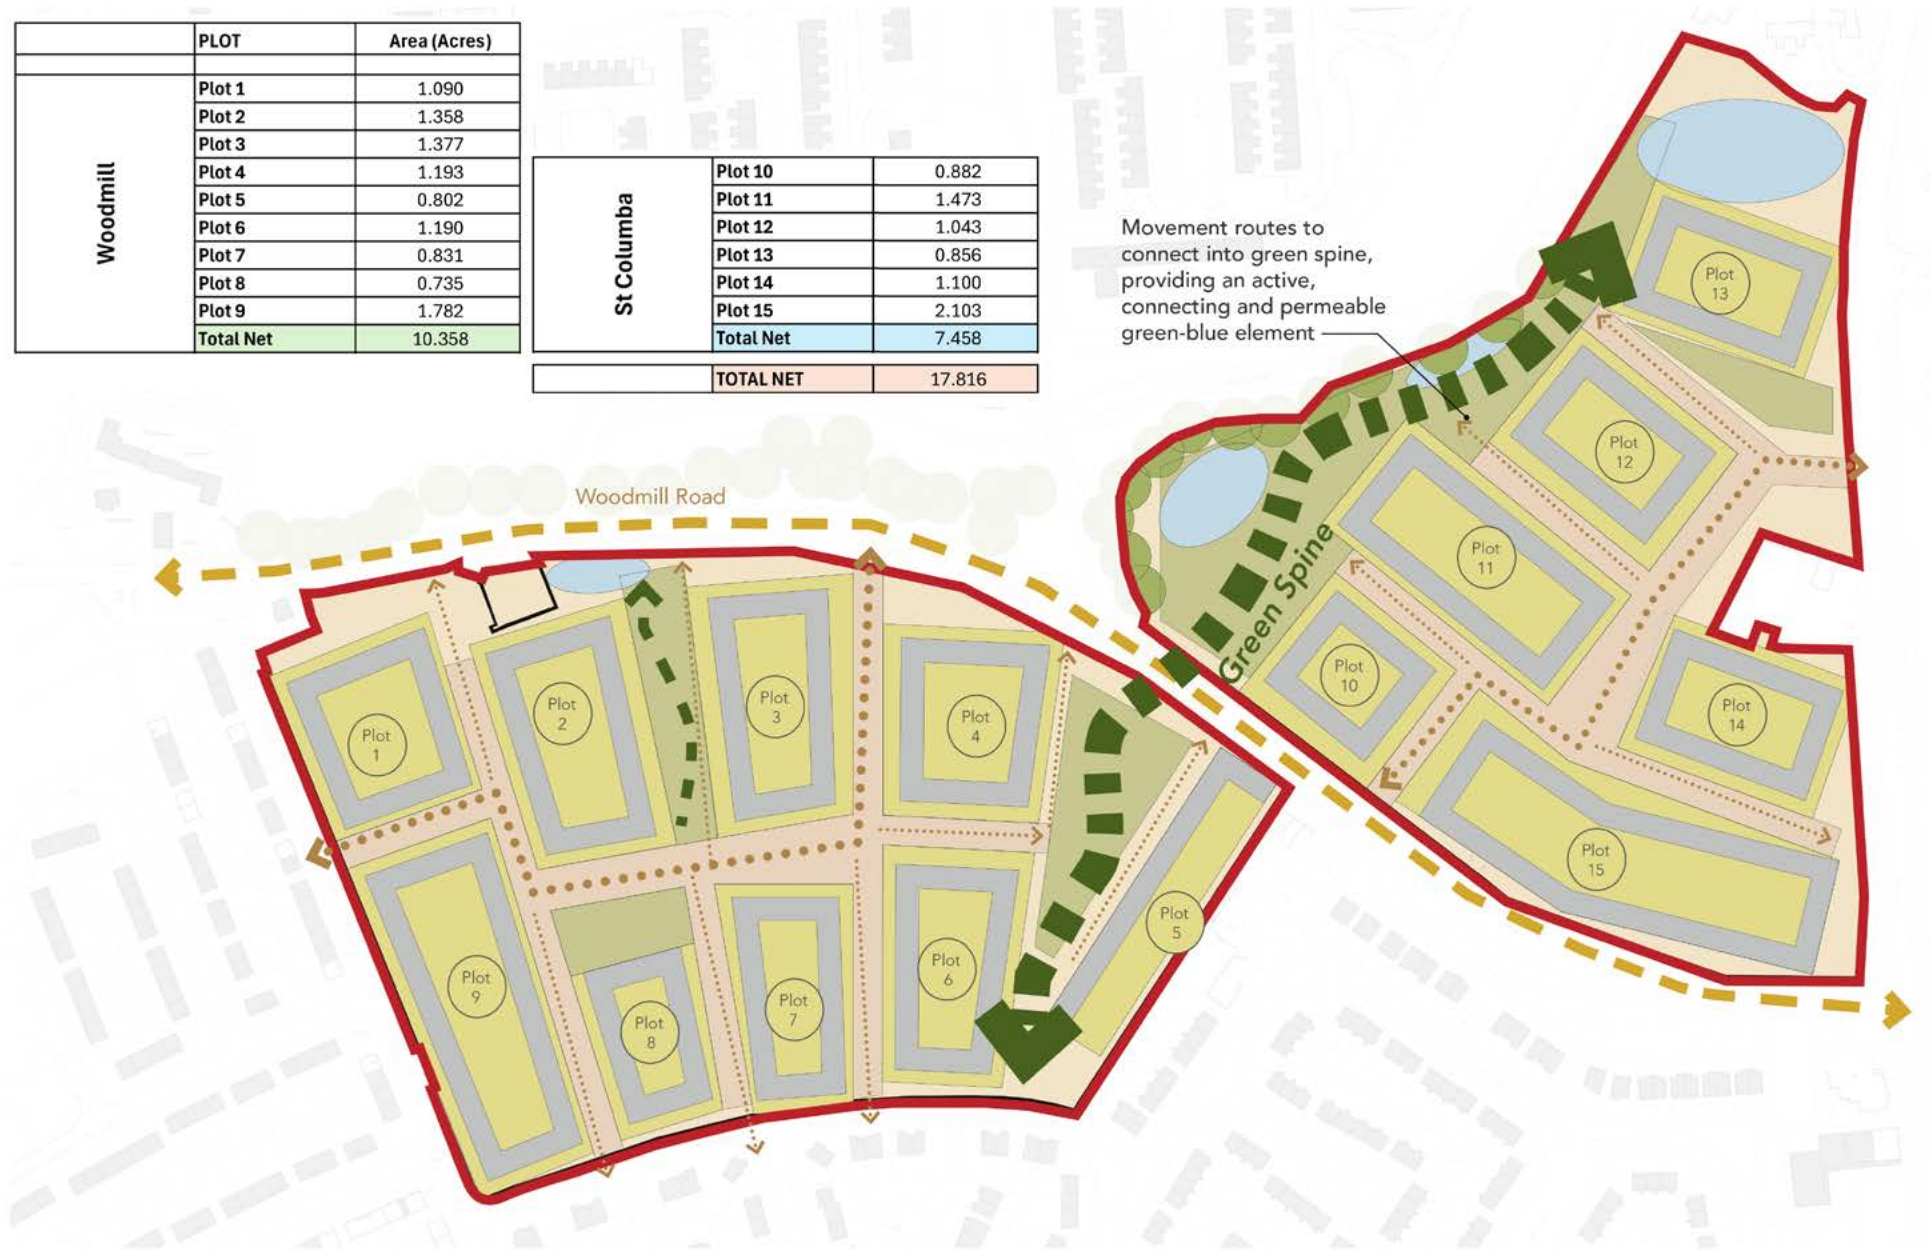 PLOT Area (Acres)
Woodmill
Plot 1 1.090
Plot 2 1.358
Plot 3 1.377
Plot 4 1.193
Plot 5 0.802
Plot 6 1.190
Plot 7 0.831
Plot 8 0.735
Plot 9 1.782
Total Net 10.358
St Columba
Plot 10 0.882
Plot 11 1.473
Plot 12 1.043
Plot 13 0.856
Plot 14 1.100
Plot 15 2.103
Total Net 7.458
TOTAL NET 17.816
Movement routes to
connect into green spine,
providing an active,
connecting and permeable
green-blue element
Woodmill Road
Green Spine
Plot
13
Plot
12
Plot
11
Plot
10
Plot
14
Plot
15
Plot
1
Plot
2
Plot
3
Plot
4
Plot
5
Plot
6
Plot
7
Plot
8
Plot
9